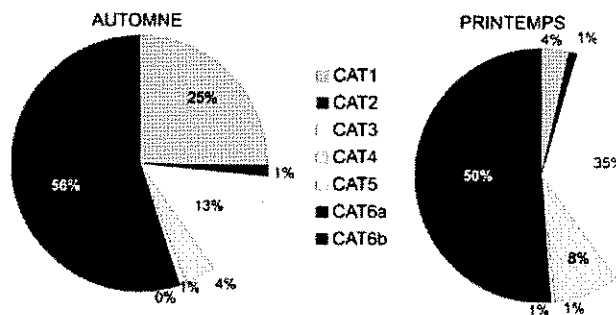 AUTOMNE
25%
1%
13%
4%
1%
0%
56%
CAT1
CAT2
CAT3
CAT4
CAT5
CAT6a
CAT6b
PRINTEMPS
4%
1%
35%
8%
1%
1%
50%